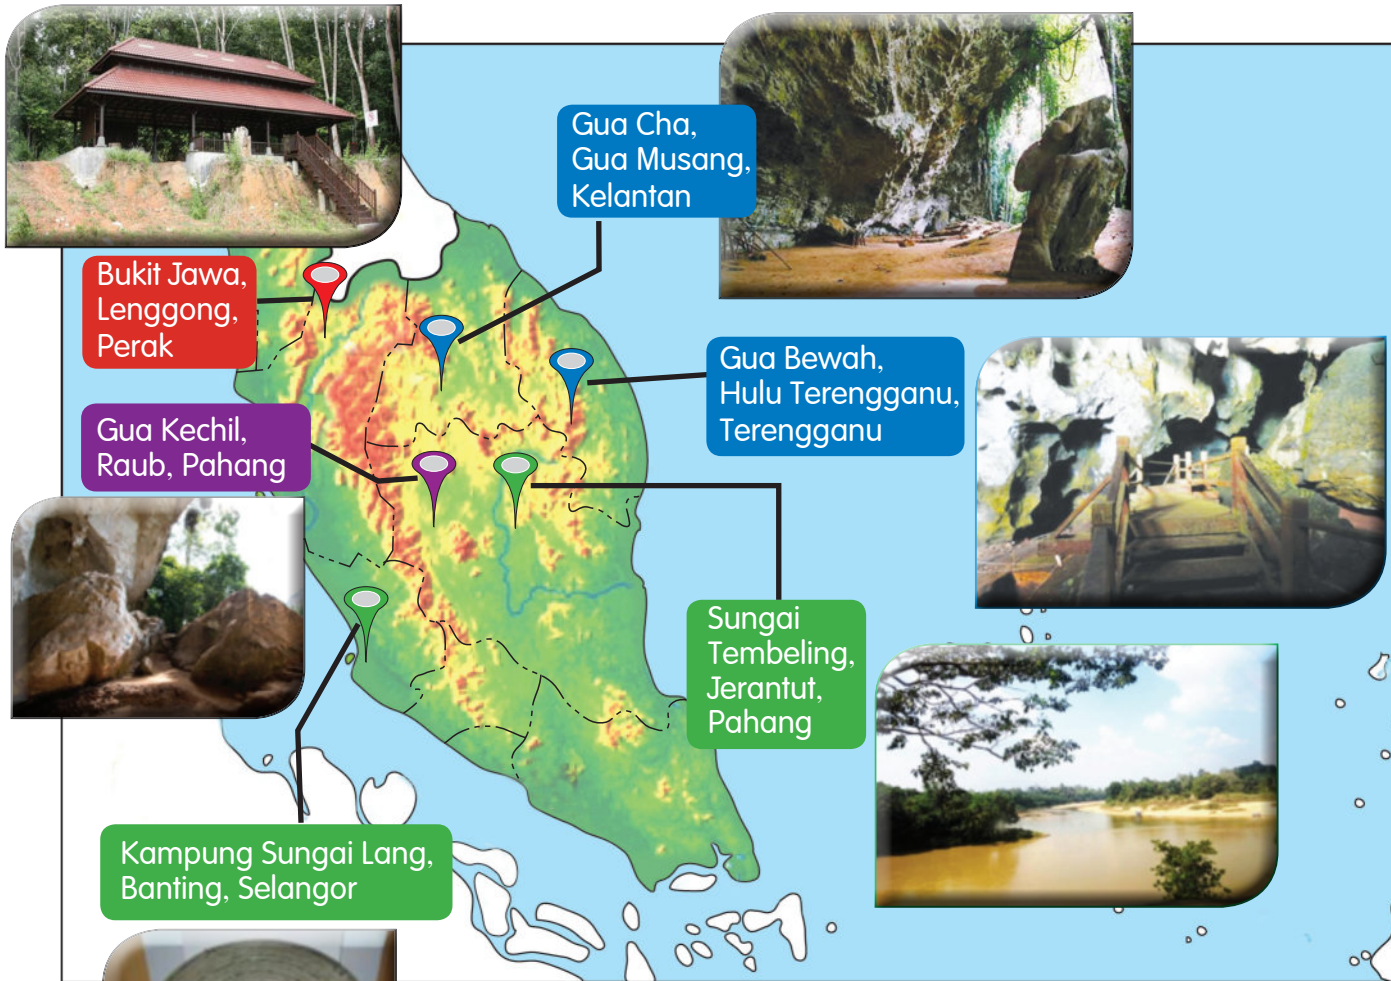 Gua Cha,
Gua Musang,
Kelantan
Bukit Jawa,
Lenggong,
Perak
Gua Bewah,
Hulu Terengganu,
Terengganu
Gua Kechil,
Raub, Pahang
Sungai
Tembeling,
Jerantut,
Pahang
Kampung Sungai Lang,
Banting, Selangor